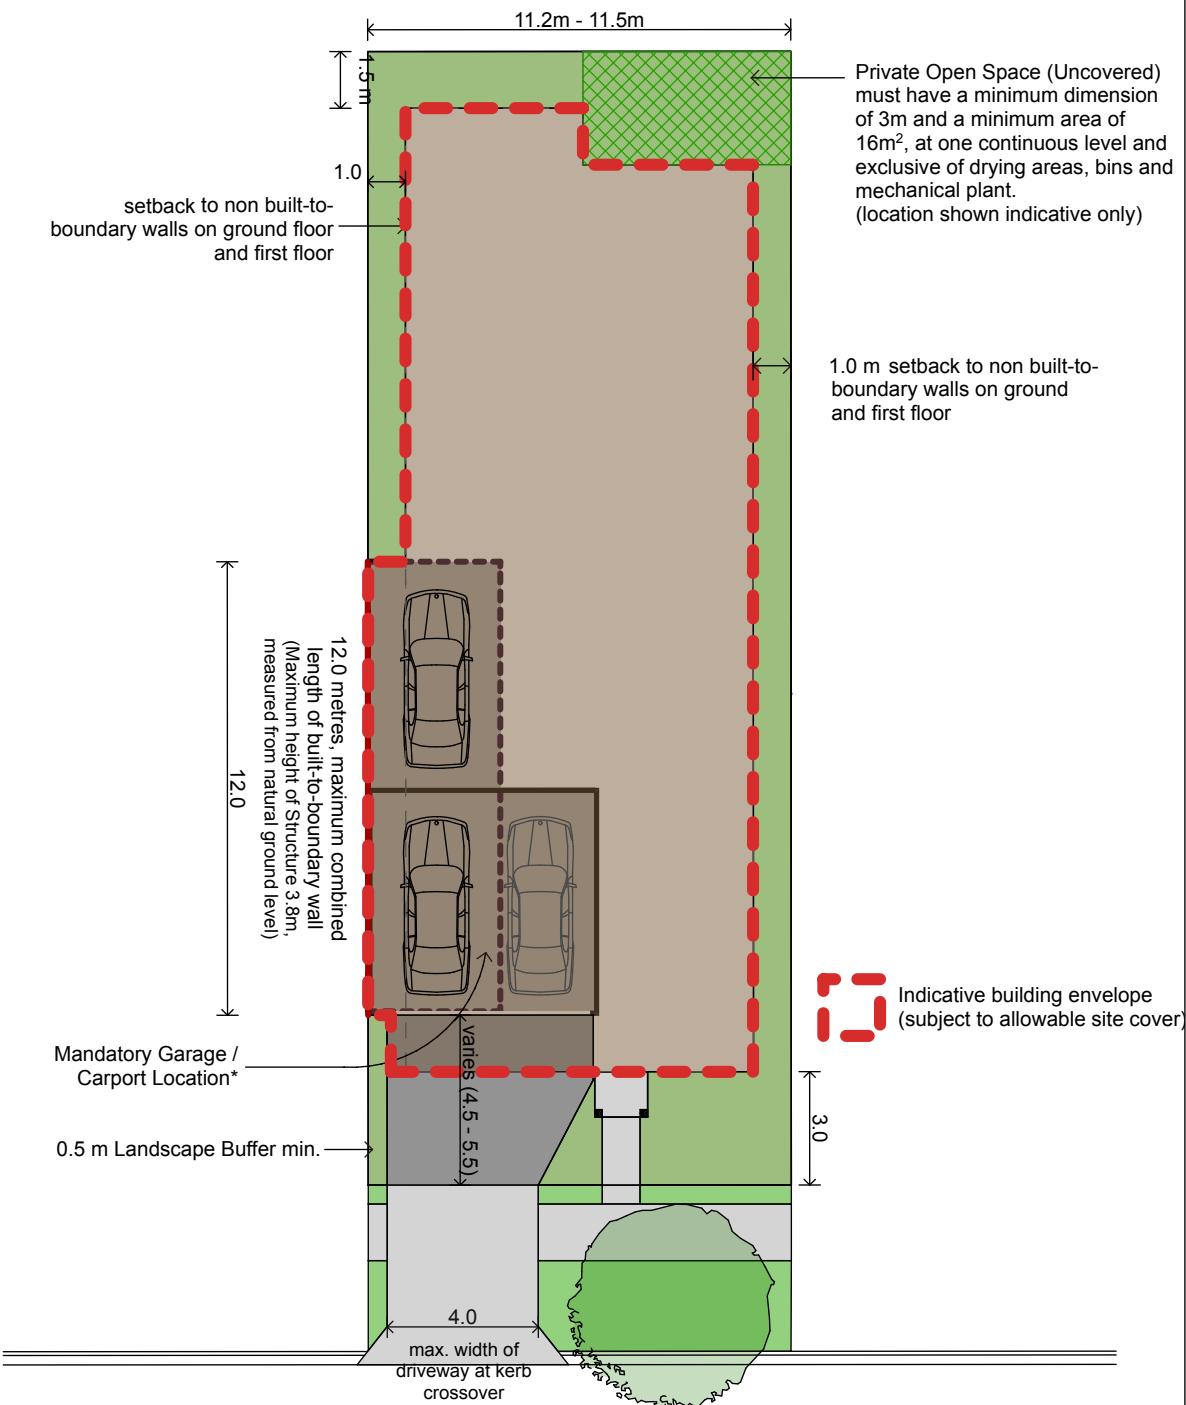 11.2m - 11.5m
1.5 m
Private Open Space (Uncovered)
must have a minimum dimension
of 3m and a minimum area of
16m², at one continuous level and
exclusive of drying areas, bins and
mechanical plant.
(location shown indicative only)
1.0
setback to non built-to-
boundary walls on ground floor
and first floor
1.0 m setback to non built-to-
boundary walls on ground
and first floor
12.0
12.0 metres, maximum combined
length of built-to-boundary wall
(Maximum height of Structure 3.8m,
measured from natural ground level)
Indicative building envelope
(subject to allowable site cover)
Mandatory Garage /
Carport Location*
varies (4.5 - 5.5)
3.0
0.5 m Landscape Buffer min.
4.0
max. width of
driveway at kerb
crossover